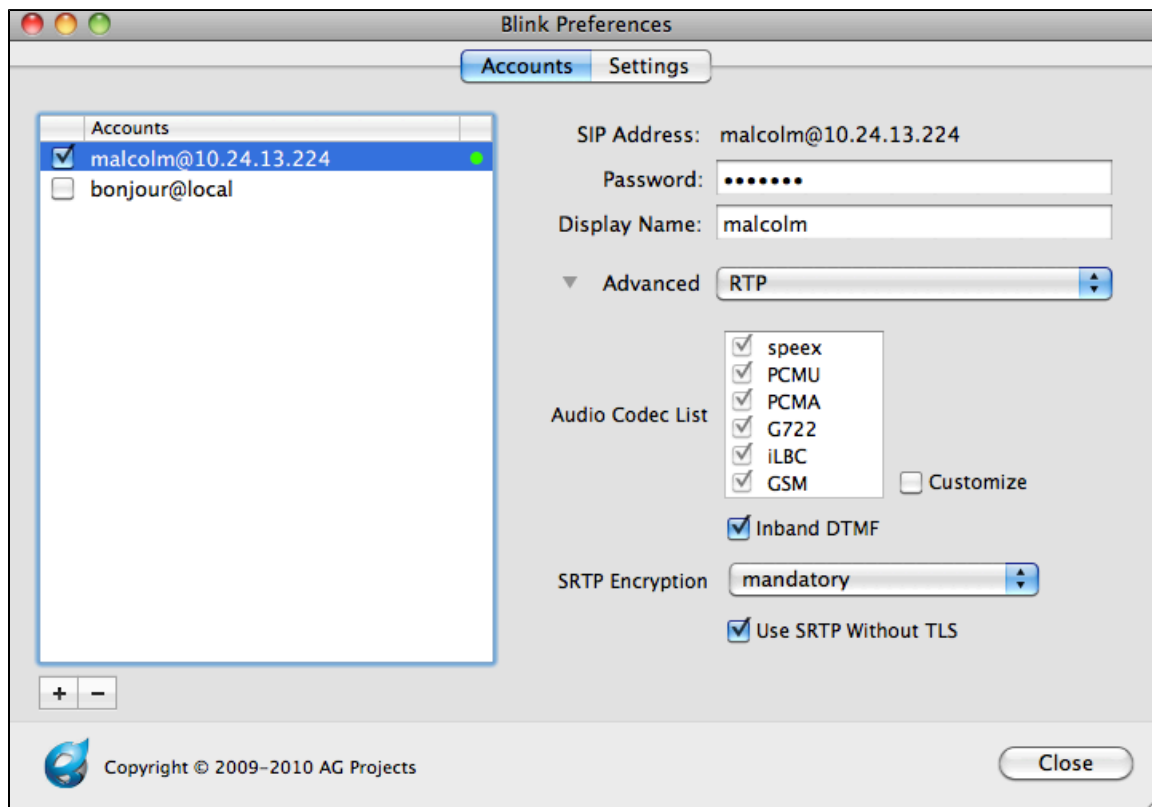 Blink Preferences
Accounts Settings
Accounts
malcolm@10.24.13.224
bonjour@local
SIP Address: malcolm@10.24.13.224
Password: •••••••
Display Name: malcolm
Advanced RTP
Audio Codec List
speex
PCMU
PCMA
G722
iLBC
GSM
Customize
Inband DTMF
SRTP Encryption mandatory
Use SRTP Without TLS
+ −
Copyright © 2009-2010 AG Projects
Close